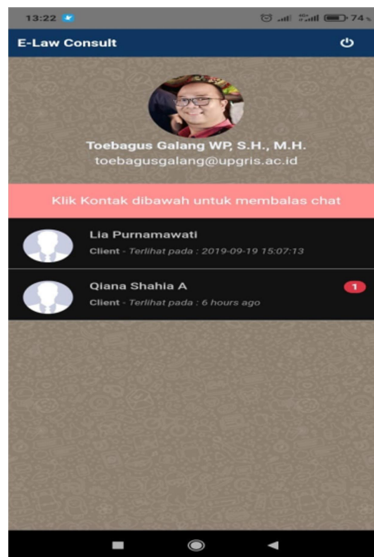 13:22 74%
E-Law Consult
Toebagus Galang WP, S.H., M.H.
toebagusgalang@upgris.ac.id
Klik Kontak dibawah untuk membalas chat
Lia Purnamawati
Client - Terlihat pada : 2019-09-19 15:07:13
Qiana Shahia A
1
Client - Terlihat pada : 6 hours ago